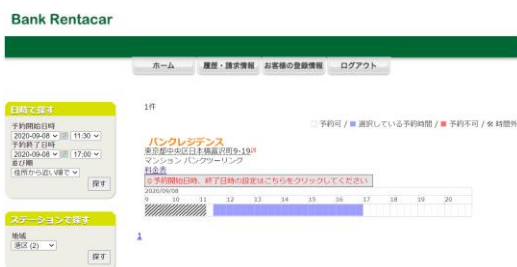 Bank Rentacar
ホーム 履歴・請求情報 お客様の登録情報 ログアウト
日時で探す
予約開始日時
2020-09-08 11:30
予約終了日時
2020-09-08 17:00
並び順
住所から近い順で
探す
ステーションで探す
地域
港区 (2)
探す
1件
予約可 / 選択している予約時間 / 予約不可 / 時間外
バンクレジデンス
東京都中央区日本橋富沢町9-19
マンション バンクツーリング
料金表
予約開始日時、終了日時の設定はこちらをクリックしてください
2020/09/08
9 10 11 12 13 14 15 16 17 18 19 20
1